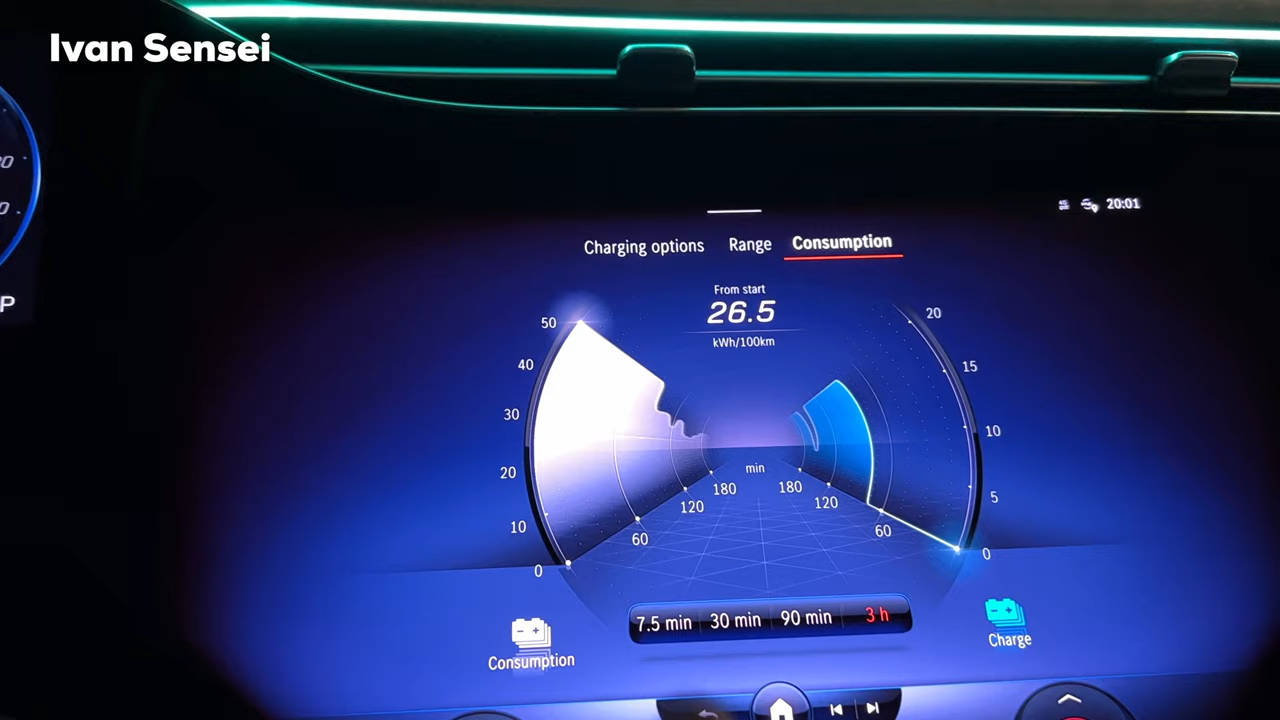 Ivan Sensei
20:01
Charging options Range Consumption
From start
26.5
kWh/100km
50
40
30
20
10
0
20
15
10
5
0
min
180
120
60
180
120
60
7.5 min 30 min 90 min 3 h
Consumption
Charge
P